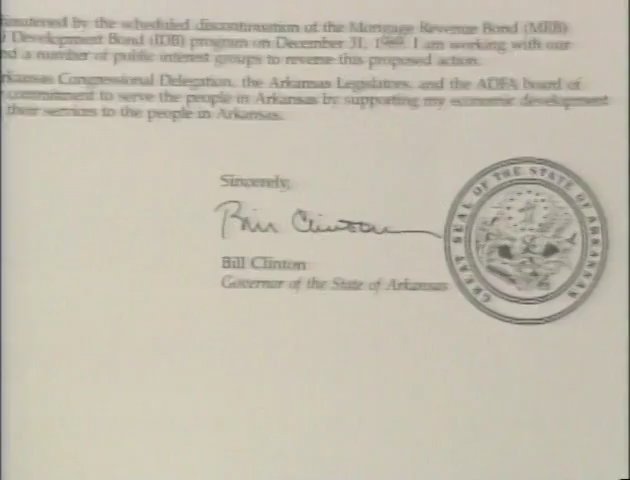 threatened by the scheduled discontinuation of the Mortgage Revenue Bond (MRB)
Development Bond (IDB) program on December 31, I am working with our
a number of public interest groups to reverse this proposed action.
Arkansas Congressional Delegation, the Arkansas Legislators, and the ADFA board of
commitment to serve the people in Arkansas by supporting my economic development
their services to the people in Arkansas.
Sincerely,
Bill Clinton
Bill Clinton
Governor of the State of Arkansas
GREAT SEAL OF THE STATE OF ARKANSAS